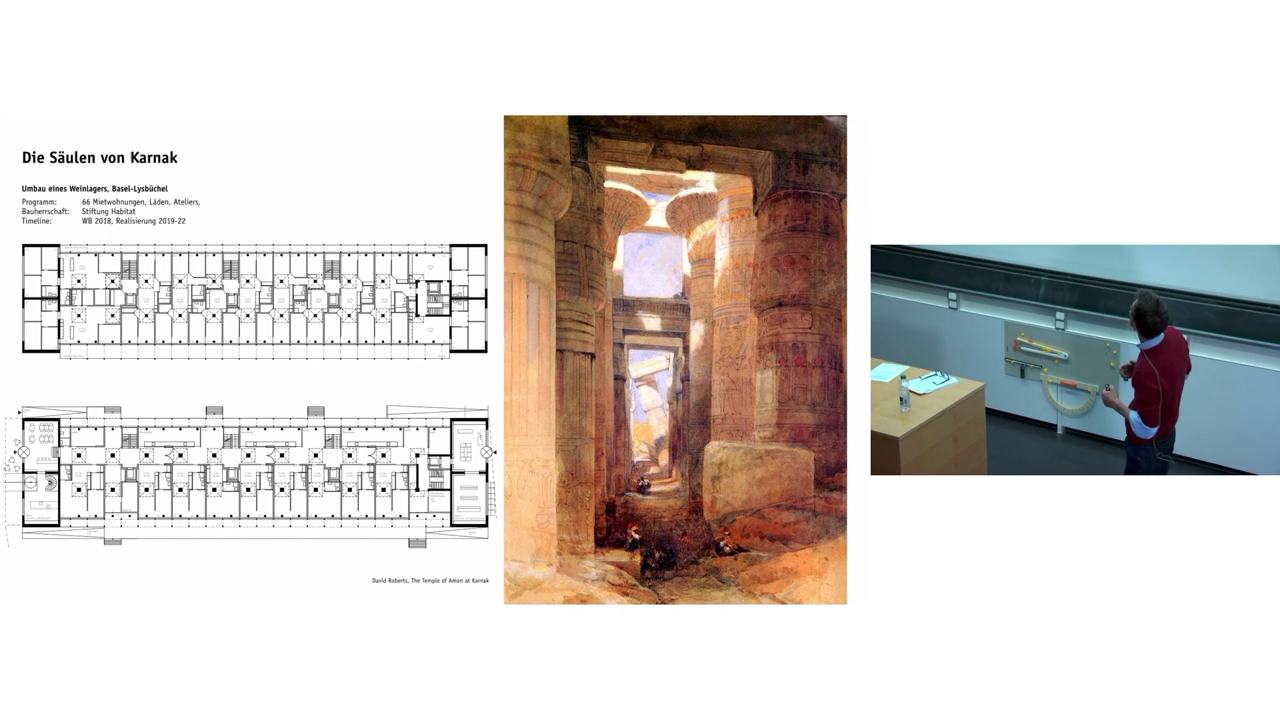 Die Säulen von Karnak
Umbau eines Weinlagers, Basel-Lysbüchel
Programm: 66 Mietwohnungen, Läden, Ateliers,
Bauherrschaft: Stiftung Habitat
Timeline: WB 2018, Realisierung 2019-22
David Roberts, The Temple of Amon at Karnak